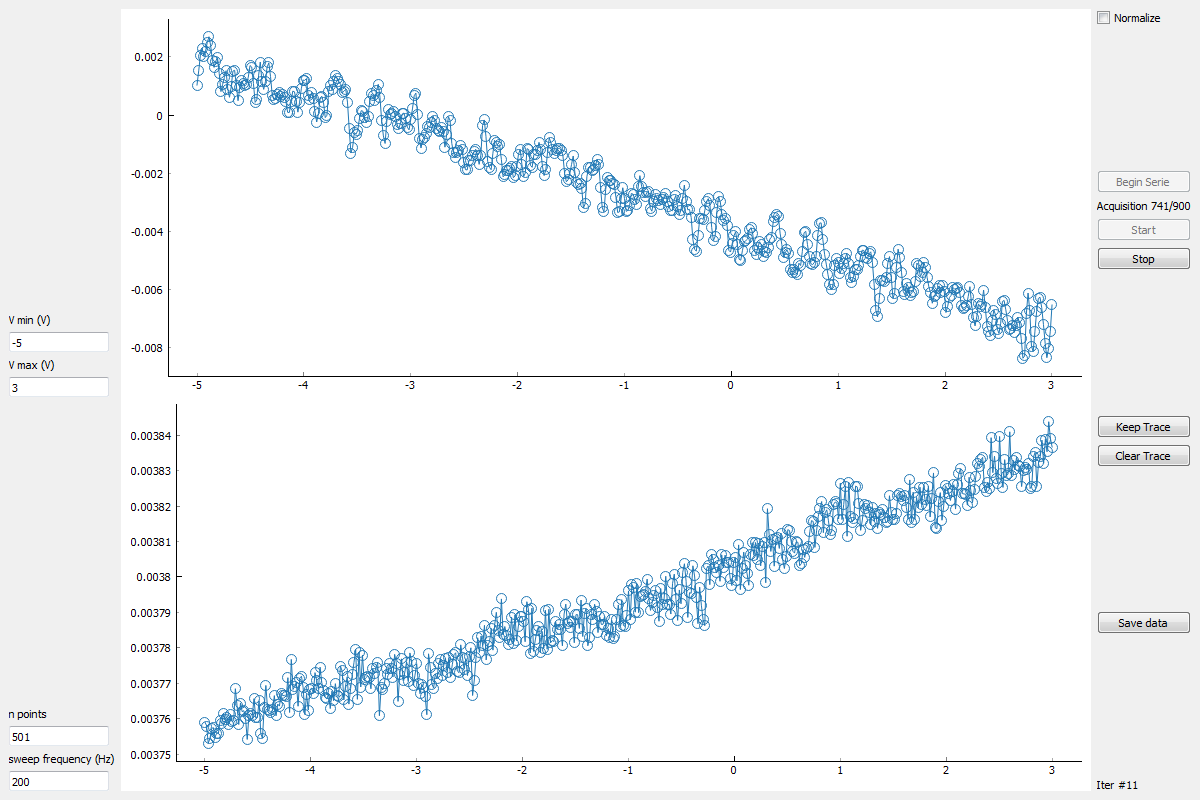 Normalize
0.002
0
-0.002
-0.004
-0.006
-0.008
-5 -4 -3 -2 -1 0 1 2 3
Begin Serie
Acquisition 741/900
Start
Stop
V min (V)
-5
V max (V)
3
0.00384
0.00383
0.00382
0.00381
0.0038
0.00379
0.00378
0.00377
0.00376
0.00375
-5 -4 -3 -2 -1 0 1 2 3
Keep Trace
Clear Trace
Save data
n points
501
sweep frequency (Hz)
200
Iter #11